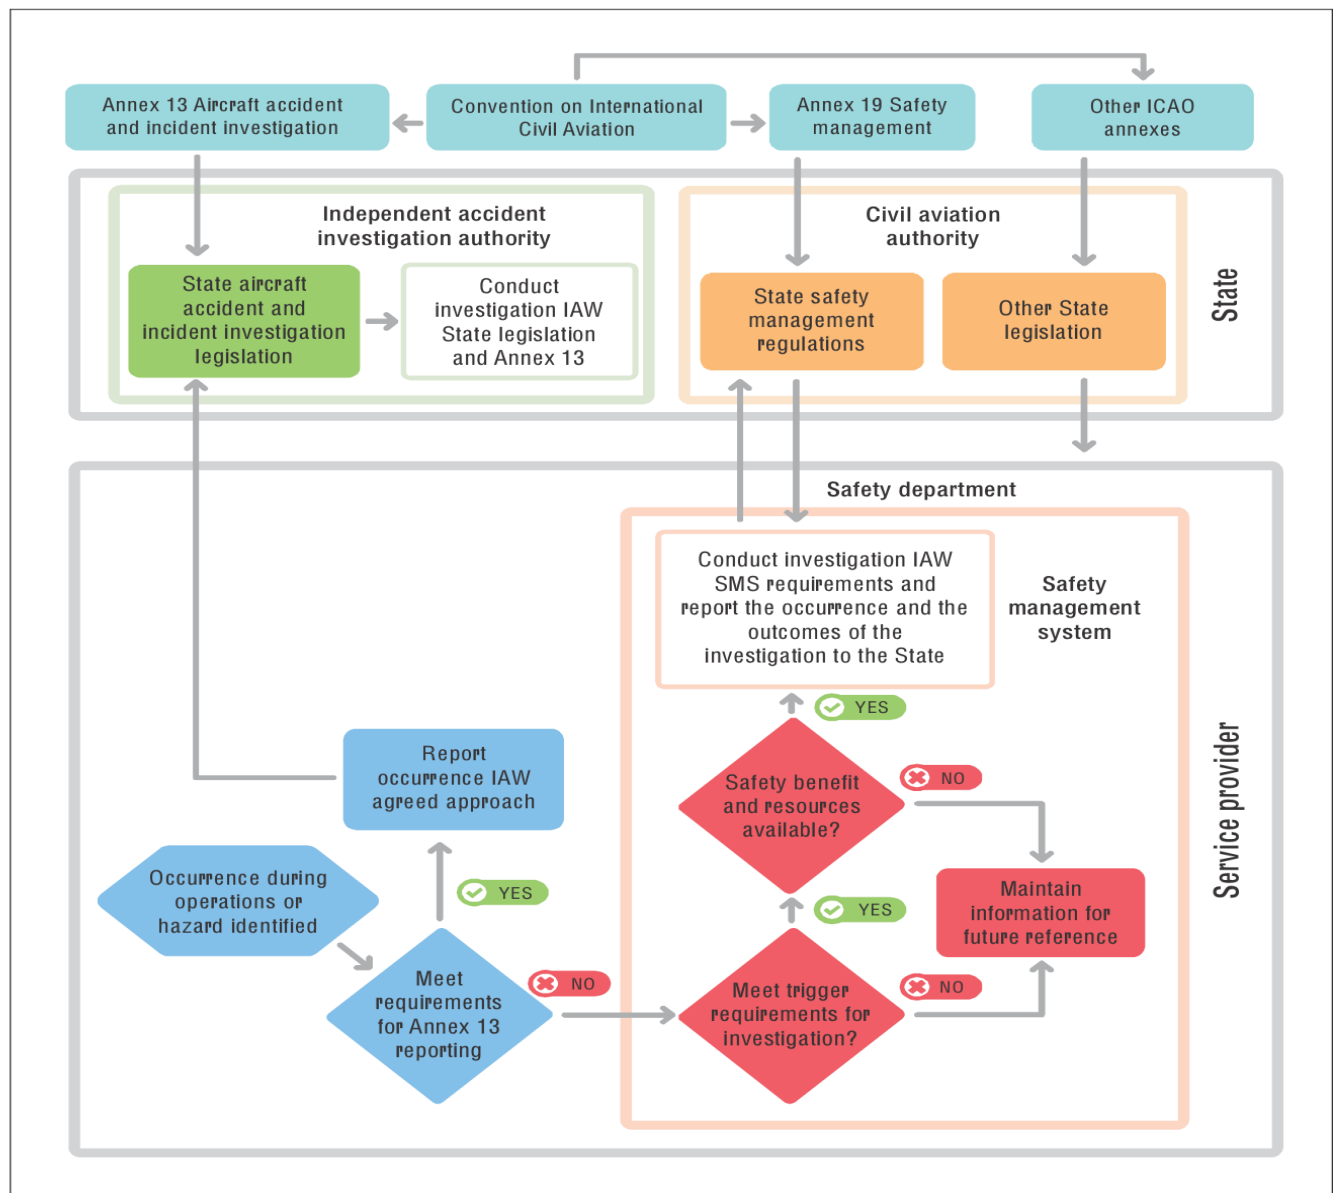 Annex 13 Aircraft accident
and incident investigation
Convention on International
Civil Aviation
Annex 19 Safety
management
Other ICAO
annexes
Independent accident
investigation authority
Civil aviation
authority
State aircraft
accident and
incident investigation
legislation
Conduct
investigation IAW
State legislation
and Annex 13
State safety
management
regulations
Other State
legislation
State
Safety department
Conduct investigation IAW
SMS requirements and
report the occurrence and the
outcomes of the
investigation to the State
Safety
management
system
YES
Report
occurrence IAW
agreed approach
Safety benefit
and resources
available?
NO
Service provider
Occurrence during
operations or
hazard identified
YES
YES
Maintain
information for
future reference
Meet
requirements
for Annex 13
reporting
NO
Meet trigger
requirements for
investigation?
NO